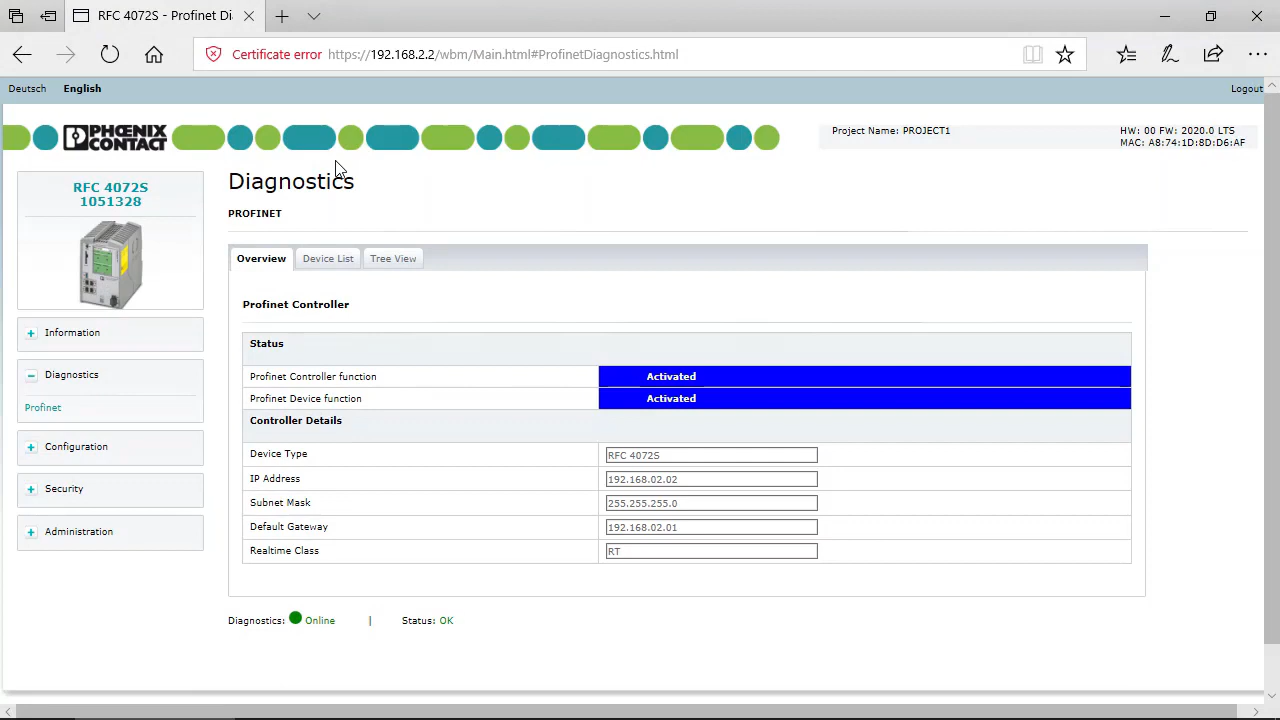 RFC 4072S - Profinet Di
Certificate error https://192.168.2.2/wbm/Main.html#ProfinetDiagnostics.html
Deutsch English Logout
PHŒNIX CONTACT
Project Name: PROJECT1
HW: 00 FW: 2020.0 LTS
MAC: A8:74:1D:8D:D6:AF
RFC 4072S
1051328
Information
Diagnostics
Profinet
Configuration
Security
Administration
Diagnostics
PROFINET
Overview Device List Tree View
Profinet Controller
Status
Profinet Controller function Activated
Profinet Device function Activated
Controller Details
Device Type RFC 4072S
IP Address 192.168.02.02
Subnet Mask 255.255.255.0
Default Gateway 192.168.02.01
Realtime Class RT
Diagnostics: Online | Status: OK